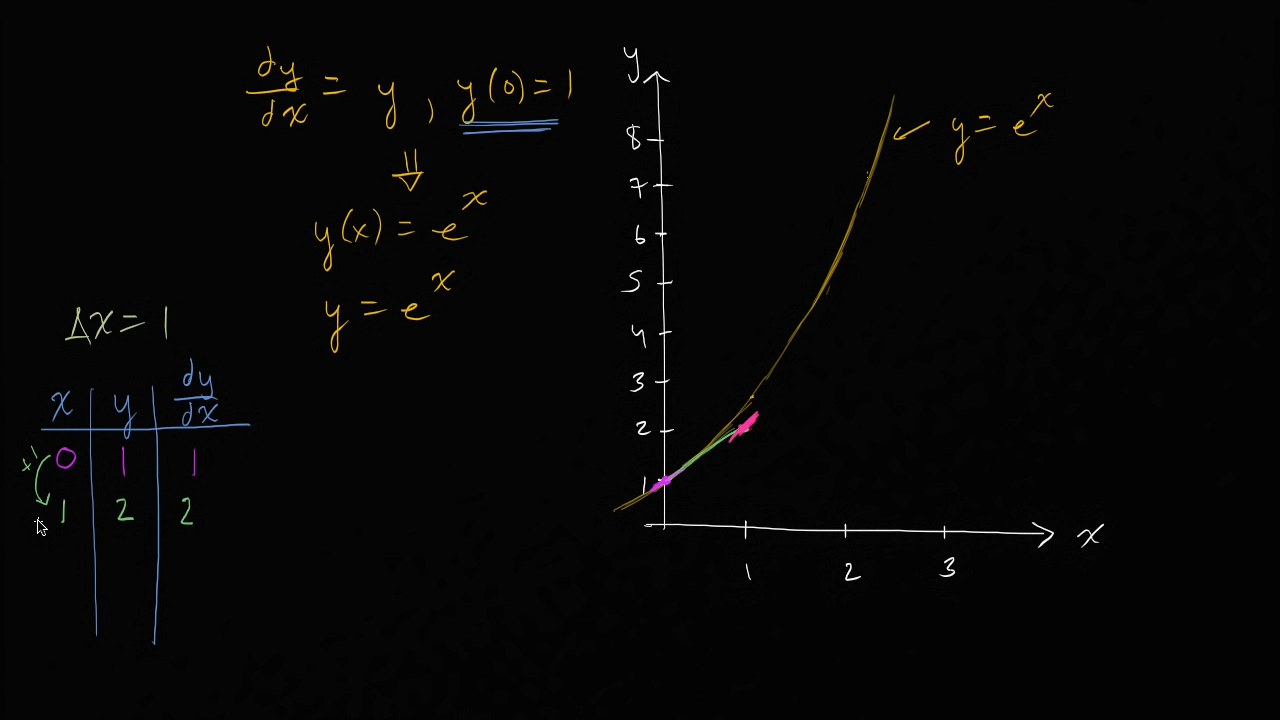 dy/dx = y, y(0) = 1
⇓
y(x) = e^x
y = e^x
Δx = 1
x y dy/dx
0 1 1
1 2 2
y
8
7
6
5
4
3
2
1
1 2 3
x
y = e^x